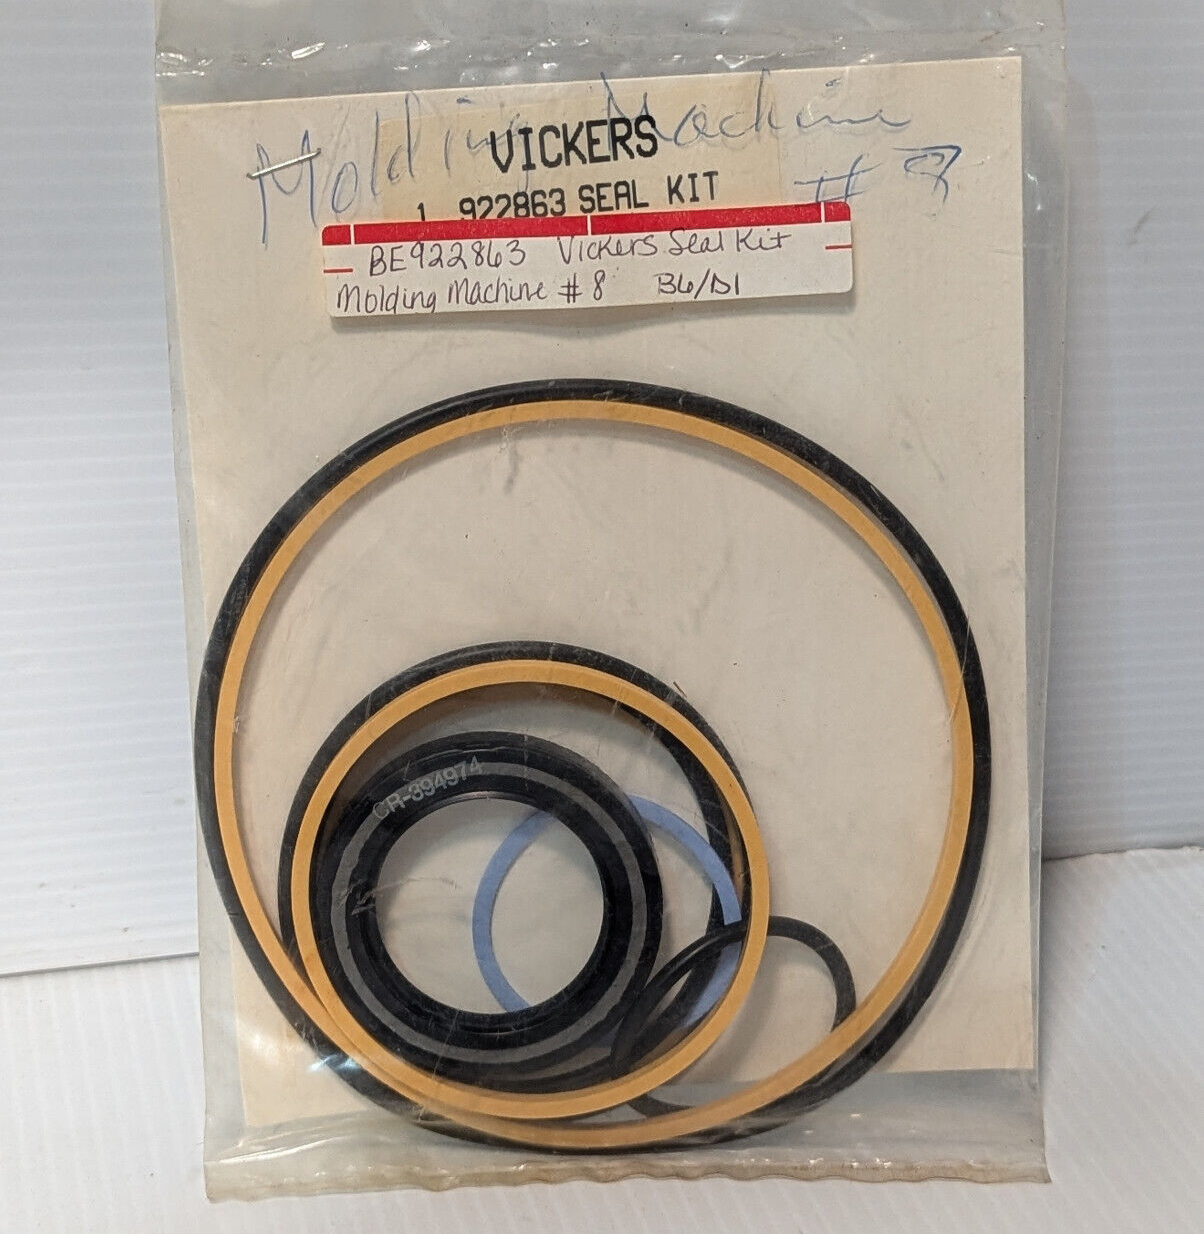 Molding Machine
VICKERS
# 8
1 922863 SEAL KIT
BE922863 Vickers Seal Kit
Molding Machine # 8 B6/D1
CR-394974